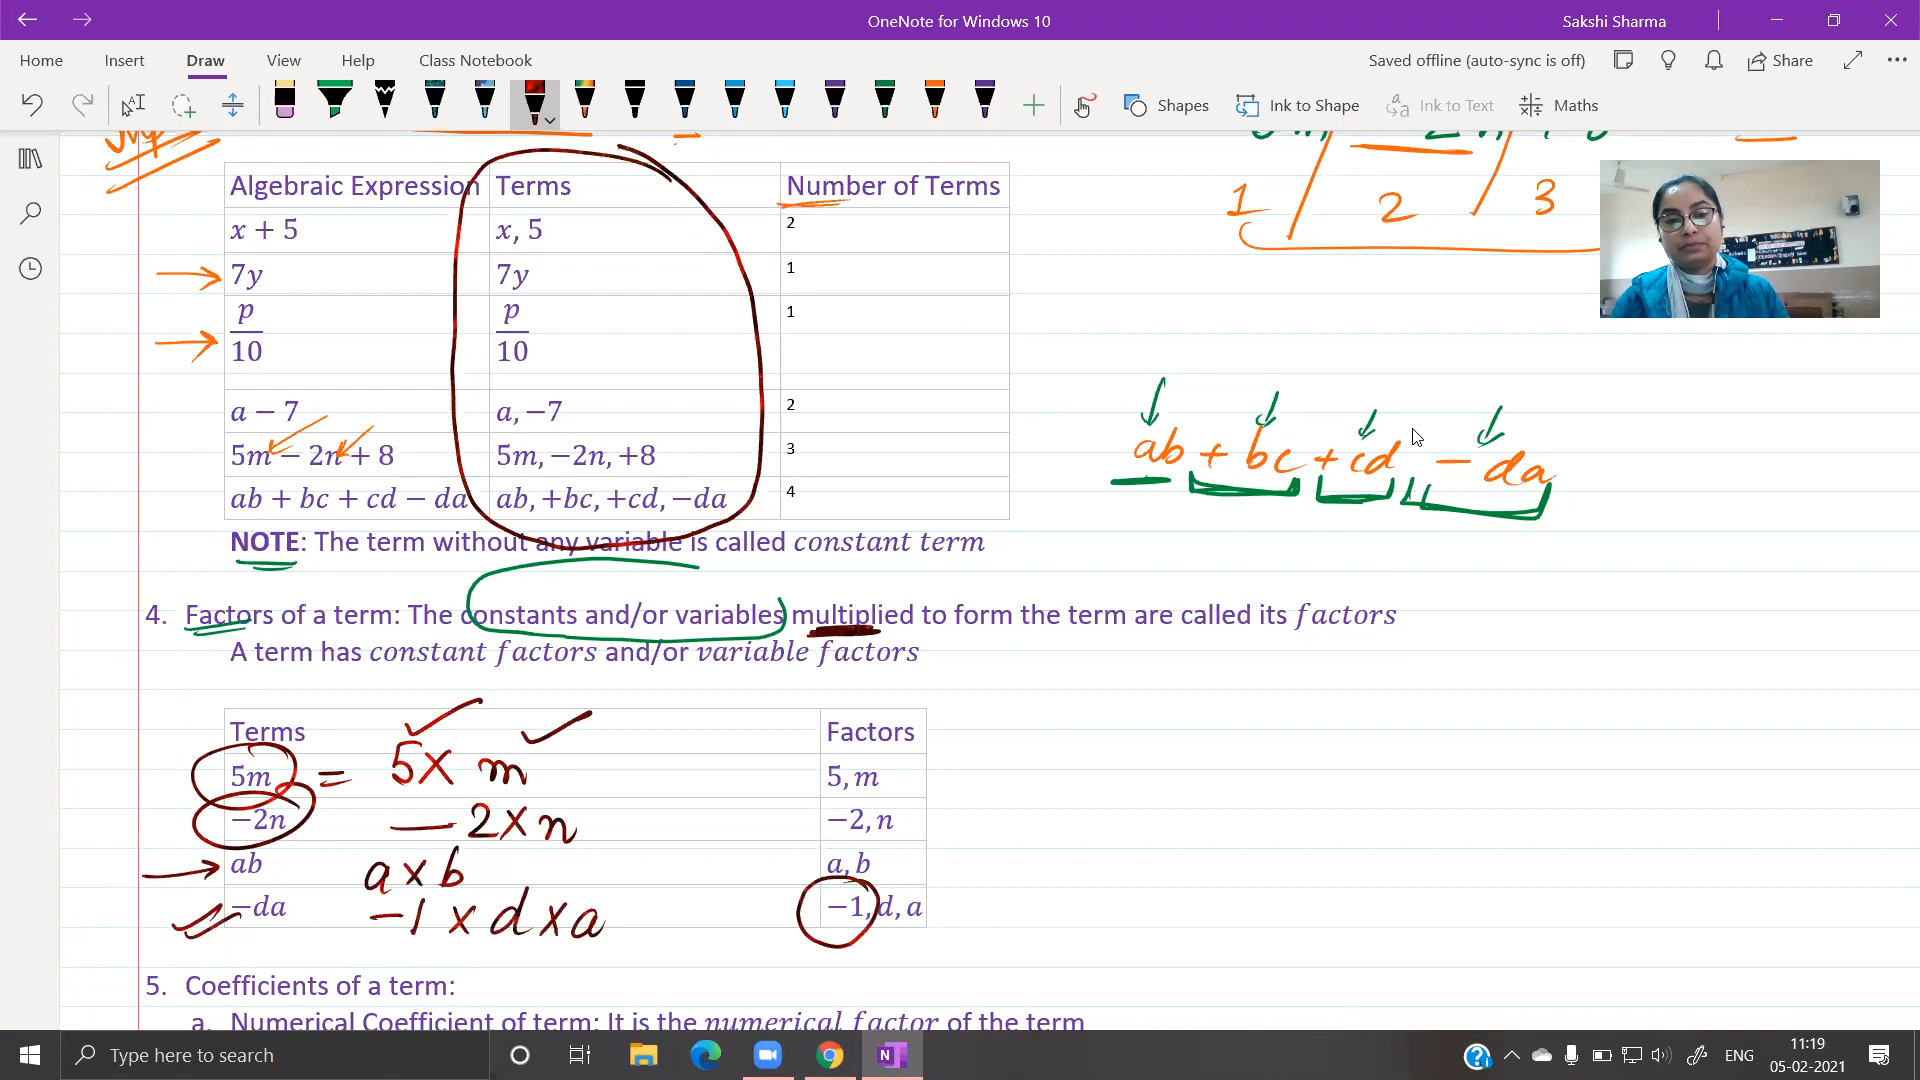 OneNote for Windows 10
Sakshi Sharma
Home Insert Draw View Help Class Notebook
Saved offline (auto-sync is off) Share
Shapes Ink to Shape Ink to Text Maths
1 / 2 / 3
Algebraic Expression Terms Number of Terms
x + 5 x, 5 2
7y 7y 1
p/10 p/10 1
a − 7 a, −7 2
5m − 2n + 8 5m, −2n, +8 3
ab + bc + cd − da ab, +bc, +cd, −da 4
ab + bc + cd − da
NOTE: The term without any variable is called constant term
4. Factors of a term: The constants and/or variables multiplied to form the term are called its factors
A term has constant factors and/or variable factors
Terms Factors
5m = 5 × m 5, m
−2n −2 × n −2, n
ab a × b a, b
−da −1 × d × a −1, d, a
5. Coefficients of a term:
a. Numerical Coefficient of term: It is the numerical factor of the term
Type here to search
ENG
11:19
05-02-2021